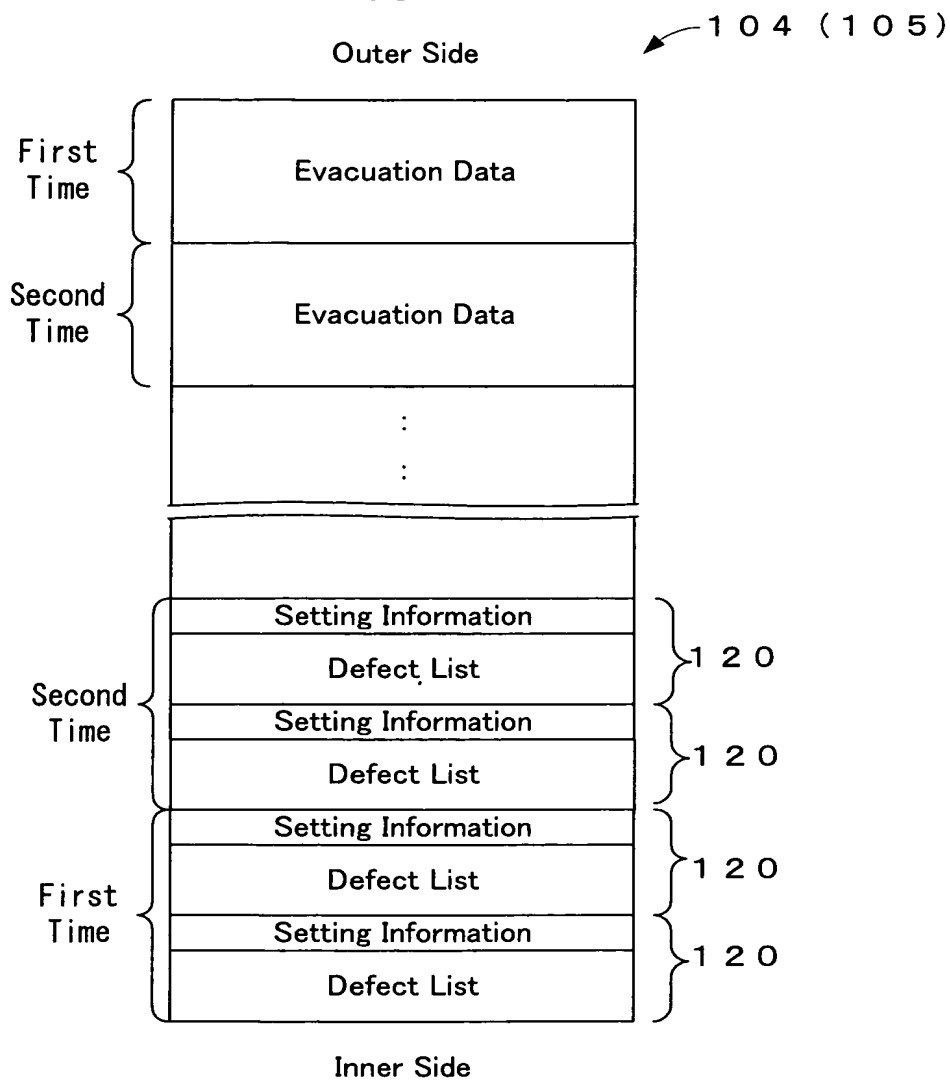 104 (105)
Outer Side
First
Time
Evacuation Data
Second
Time
Evacuation Data
:
:
Setting Information
120
Defect List
Second
Time
Setting Information
120
Defect List
Setting Information
120
Defect List
First
Time
Setting Information
120
Defect List
Inner Side